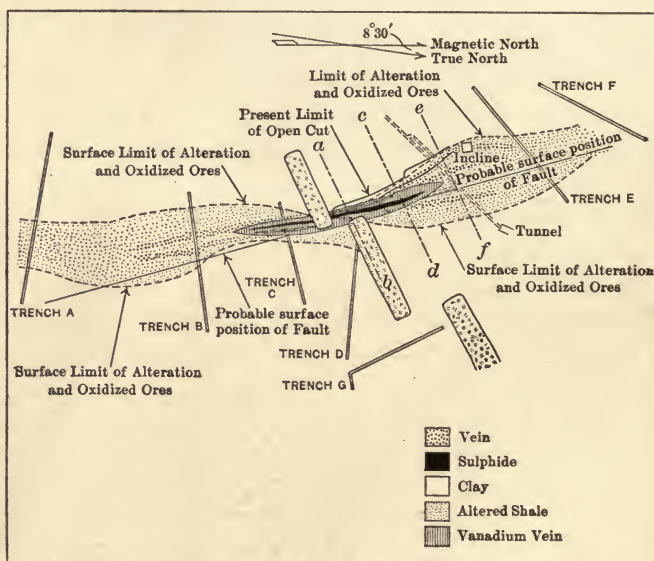 8°30′
Magnetic North
True North
Limit of Alteration
and Oxidized Ores
TRENCH F
Present Limit
of Open Cut
c
e
a
Surface Limit of Alteration
and Oxidized Ores
Incline
Probable surface position
of Fault
TRENCH E
Tunnel
f
d
b
Surface Limit of Alteration
and Oxidized Ores
TRENCH A
TRENCH B
TRENCH
C
Probable surface
position of Fault
TRENCH D
TRENCH G
Surface Limit of Alteration
and Oxidized Ores
Vein
Sulphide
Clay
Altered Shale
Vanadium Vein